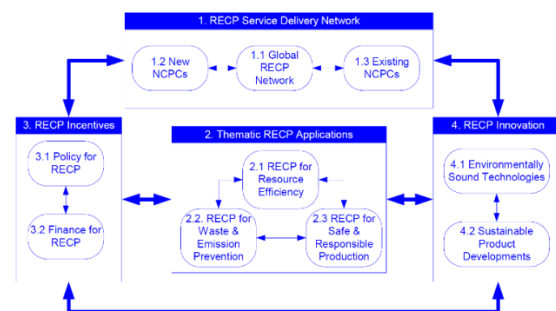 1. RECP Service Delivery Network
1.2 New
NCPCs
1.1 Global
RECP
Network
1.3 Existing
NCPCs
3. RECP Incentives
3.1 Policy for
RECP
3.2 Finance for
RECP
2. Thematic RECP Applications
2.1 RECP for
Resource
Efficiency
2.2. RECP for
Waste &
Emission
Prevention
2.3 RECP for
Safe &
Responsible
Production
4. RECP Innovation
4.1 Environmentally
Sound Technologies
4.2 Sustainable
Product
Developments